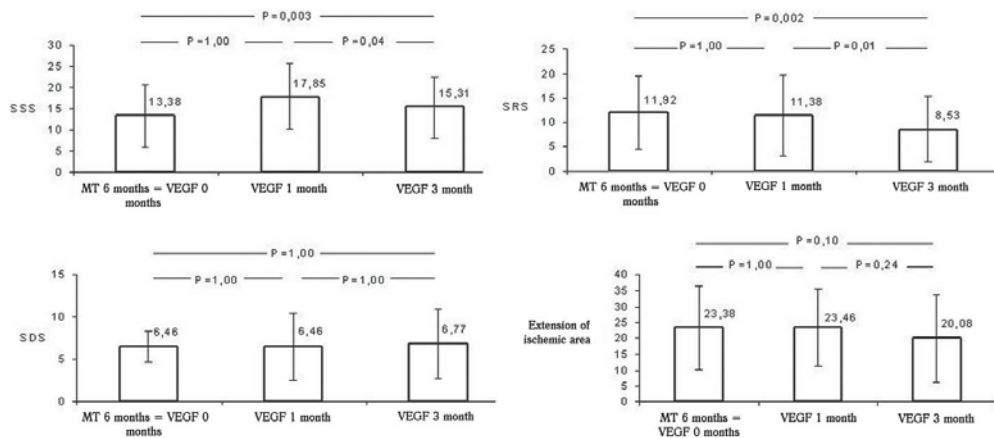 P=0,003
P=1,00
P=0,04
30
25
20
15
10
5
0
SSS
13,38
17,85
15,31
MT 6 months = VEGF 0
months
VEGF 1 month
VEGF 3 month
P=0,002
P=1,00
P=0,01
25
20
15
10
5
0
SRS
11,92
11,38
8,53
MT 6 months = VEGF 0
months
VEGF 1 month
VEGF 3 month
P=1,00
P=1,00
P=1,00
15
10
5
0
SDS
6,46
6,46
6,77
MT 6 months = VEGF 0
months
VEGF 1 month
VEGF 3 month
P=0,10
P=1,00
P=0,24
40
35
30
25
20
15
10
5
0
Extension of
ischemic area
23,38
23,46
20,08
MT 6 months =
VEGF 0 months
VEGF 1 month
VEGF 3 month